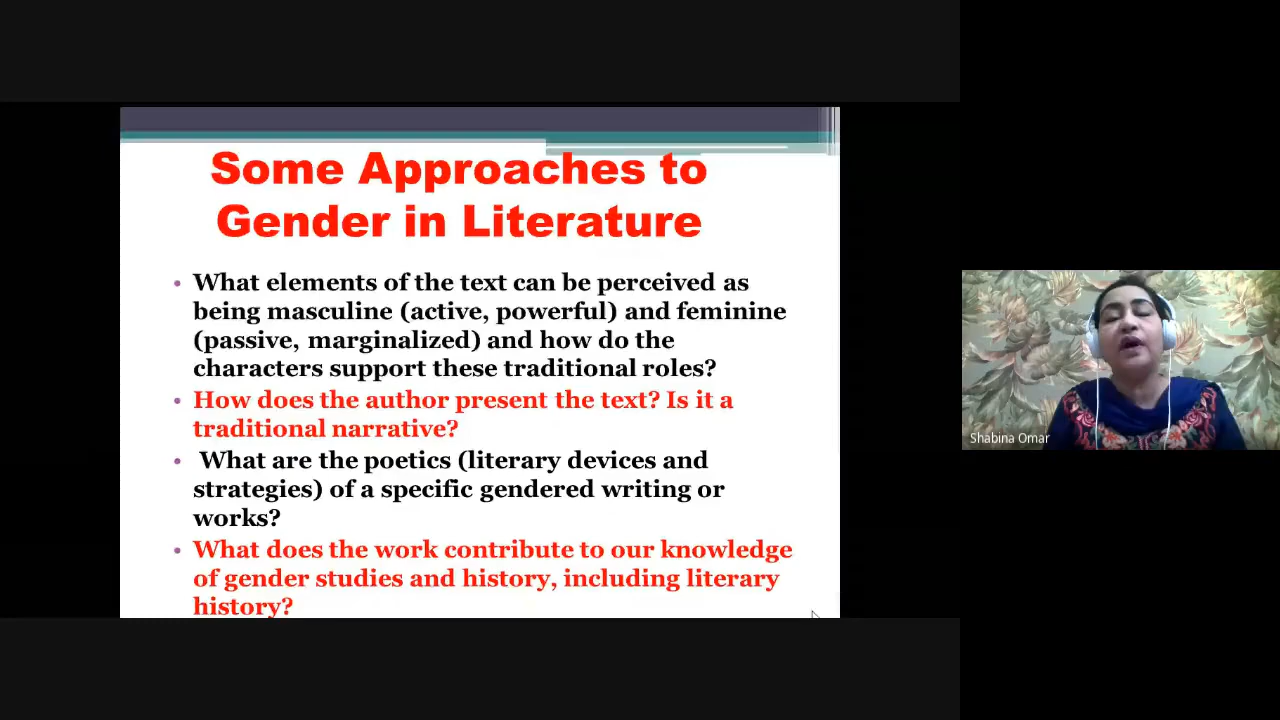 Some Approaches to
Gender in Literature
• What elements of the text can be perceived as
being masculine (active, powerful) and feminine
(passive, marginalized) and how do the
characters support these traditional roles?
• How does the author present the text? Is it a
traditional narrative?
• What are the poetics (literary devices and
strategies) of a specific gendered writing or
works?
• What does the work contribute to our knowledge
of gender studies and history, including literary
history?
Shabina Omar